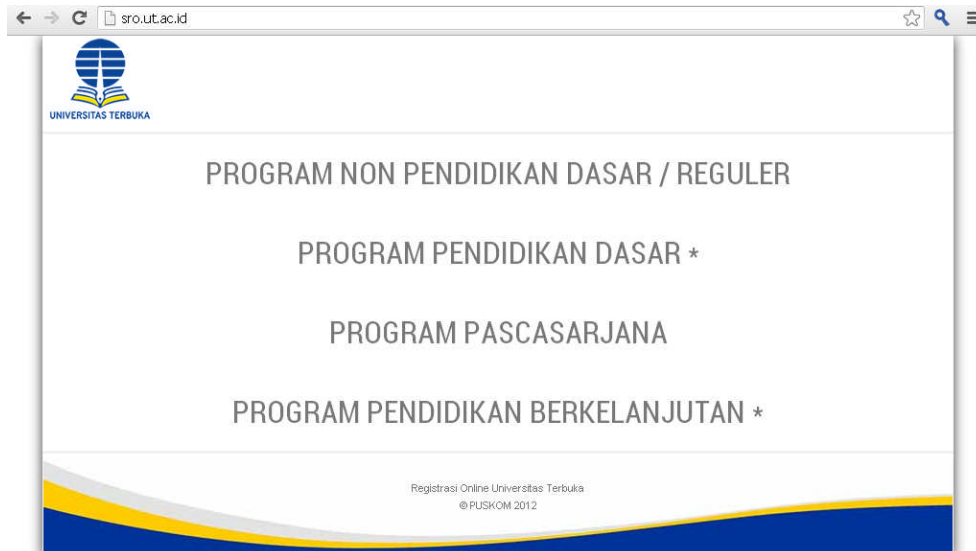 sro.ut.ac.id
UNIVERSITAS TERBUKA
PROGRAM NON PENDIDIKAN DASAR / REGULER
PROGRAM PENDIDIKAN DASAR *
PROGRAM PASCASARJANA
PROGRAM PENDIDIKAN BERKELANJUTAN *
Registrasi Online Universitas Terbuka
© PUSKOM 2012